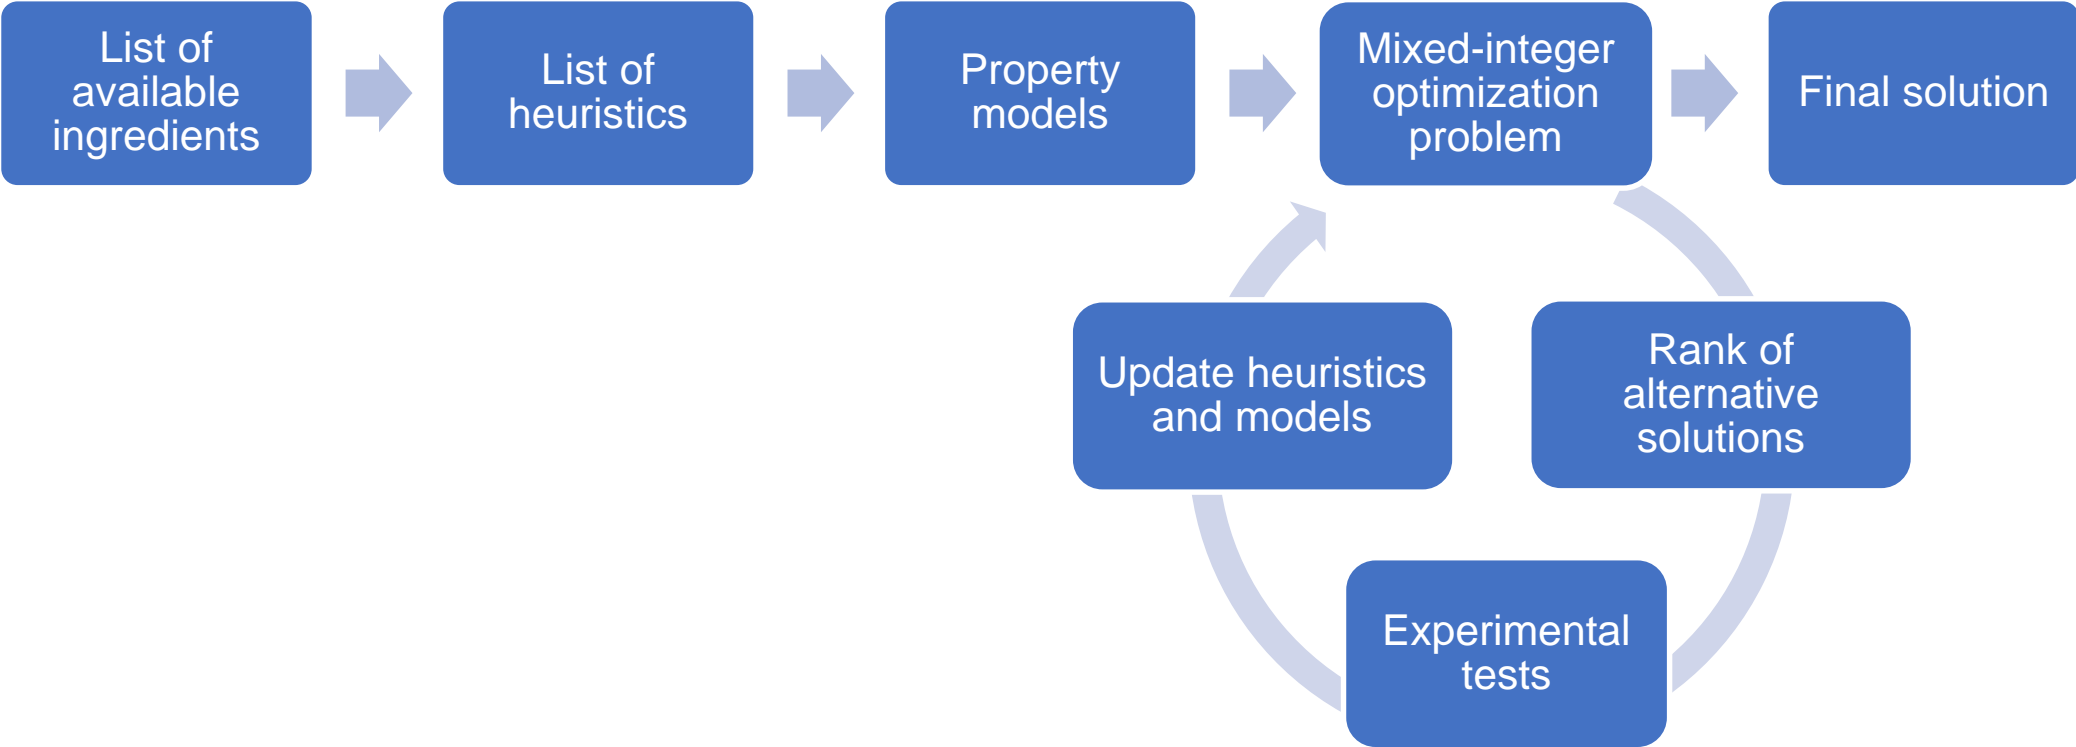 List of
available
ingredients
List of
heuristics
Property
models
Mixed-integer
optimization
problem
Final solution
Update heuristics
and models
Rank of
alternative
solutions
Experimental
tests